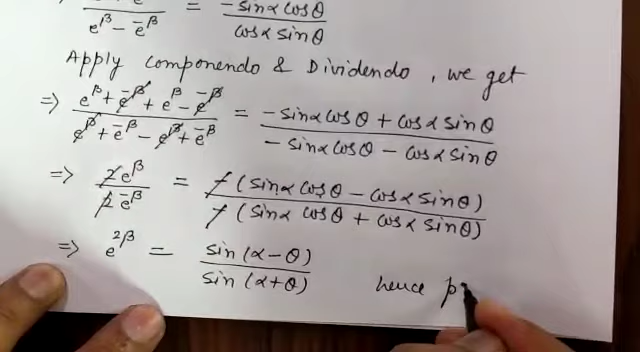 => / = -sinα cosθ / cosα sinθ
e^β - e^-β
Apply Componendo & Dividendo, we get
=> (e^β + e^-β + e^β - e^-β) / (e^β + e^-β - e^β + e^-β) = (-sinα cosθ + cosα sinθ) / (-sinα cosθ - cosα sinθ)
=> 2e^β / 2e^-β = -(sinα cosθ - cosα sinθ) / -(sinα cosθ + cosα sinθ)
=> e^2β = sin(α-θ) / sin(α+θ) hence